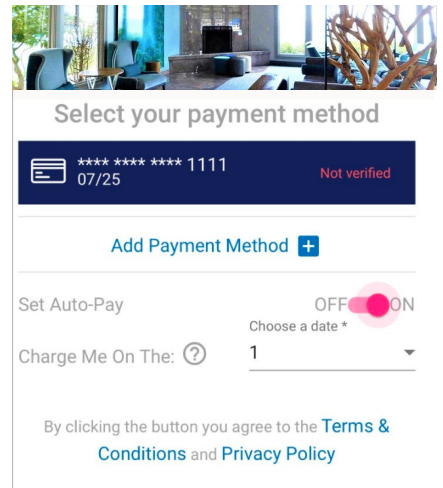 Select your payment method
**** **** **** 1111
07/25
Not verified
Add Payment Method +
Set Auto-Pay
OFF ON
Choose a date *
Charge Me On The: ?
1
By clicking the button you agree to the Terms &
Conditions and Privacy Policy